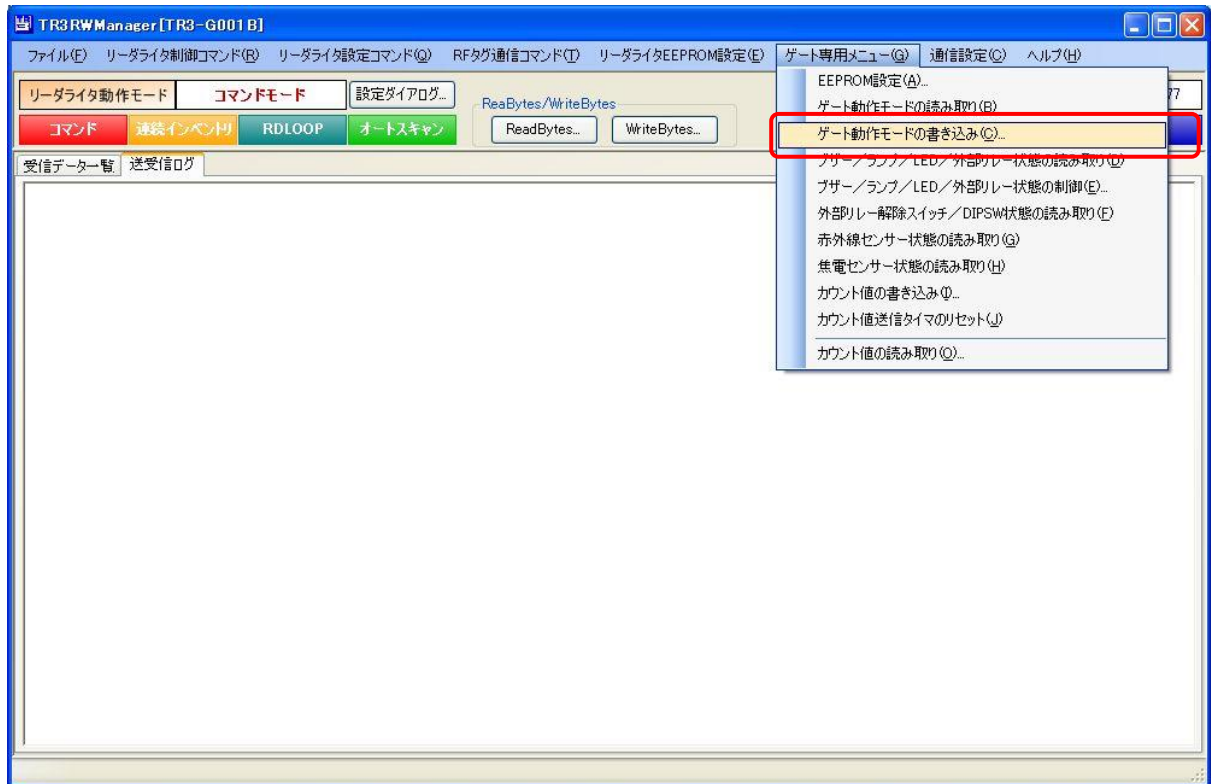 TR3RWManager[TR3-G001B]
ファイル(F) リーダライタ制御コマンド(R) リーダライタ設定コマンド(Q) RFタグ通信コマンド(T) リーダライタEEPROM設定(E) ゲート専用メニュー(G) 通信設定(C) ヘルプ(H)
リーダライタ動作モード コマンドモード 設定ダイアログ...
ReaBytes/WriteBytes
コマンド 連続インベントリ RDLOOP オートスキャン ReadBytes... WriteBytes...
77
受信データ一覧 送受信ログ
EEPROM設定(A)...
ゲート動作モードの読み取り(B)
ゲート動作モードの書き込み(C)...
ブザー/ランプ/LED/外部リレー状態の読み取り(D)
ブザー/ランプ/LED/外部リレー状態の制御(E)...
外部リレー解除スイッチ/DIPSW状態の読み取り(F)
赤外線センサー状態の読み取り(G)
焦電センサー状態の読み取り(H)
カウント値の書き込み(I)...
カウント値送信タイマのリセット(J)
カウント値の読み取り(O)...